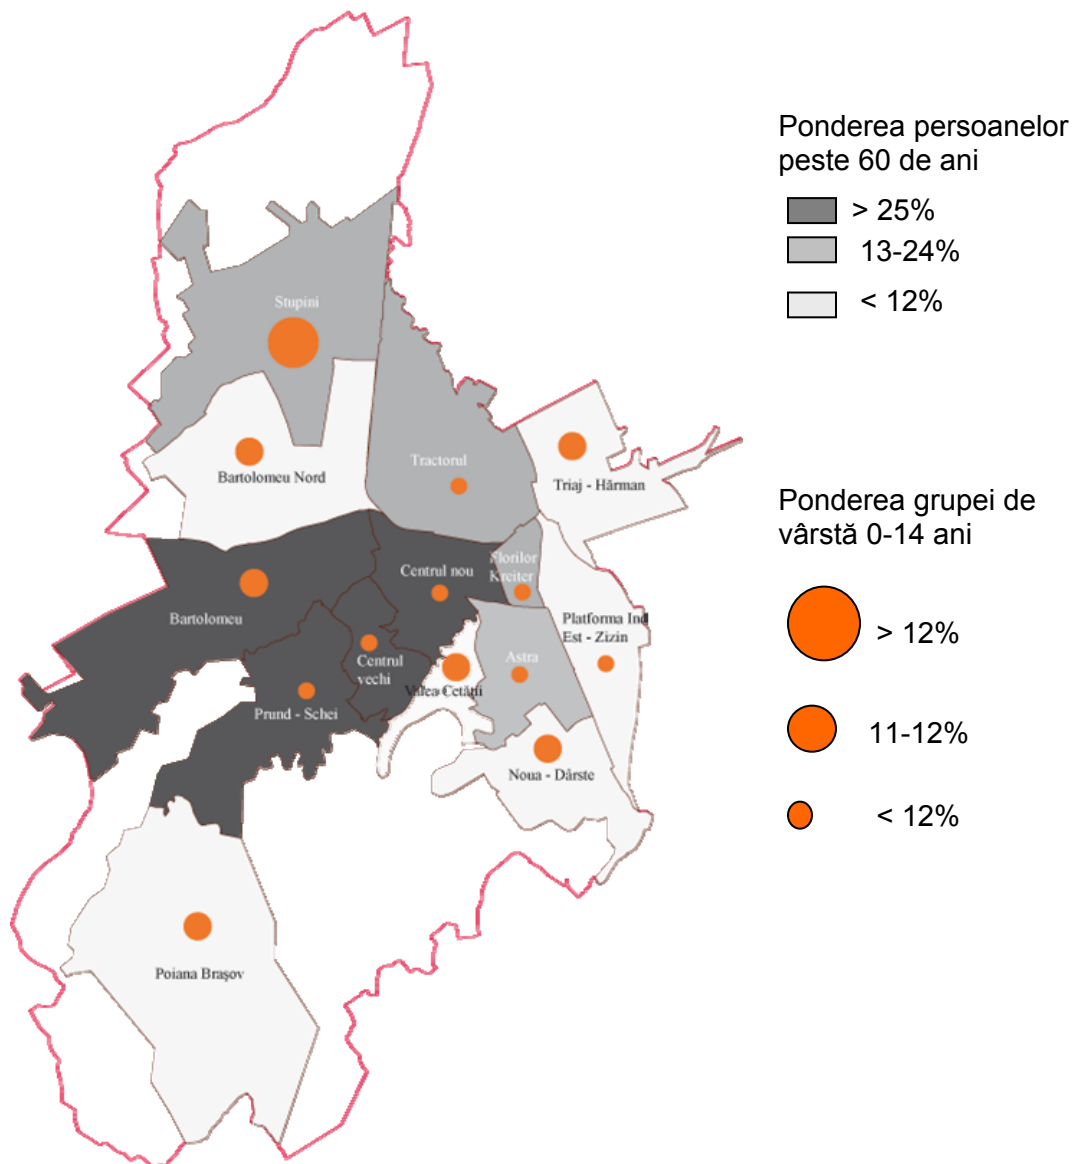 Ponderea persoanelor
peste 60 de ani
> 25%
13-24%
< 12%
Ponderea grupei de
vârstă 0-14 ani
> 12%
11-12%
< 12%
Stupini
Bartolomeu Nord
Tractorul
Triaj - Hărman
Bartolomeu
Centrul nou
Florilor
Kreiter
Platforma Ind
Est - Zizin
Centrul
vechi
Valea Cetății
Astra
Prund - Schei
Noua - Dârste
Poiana Brașov